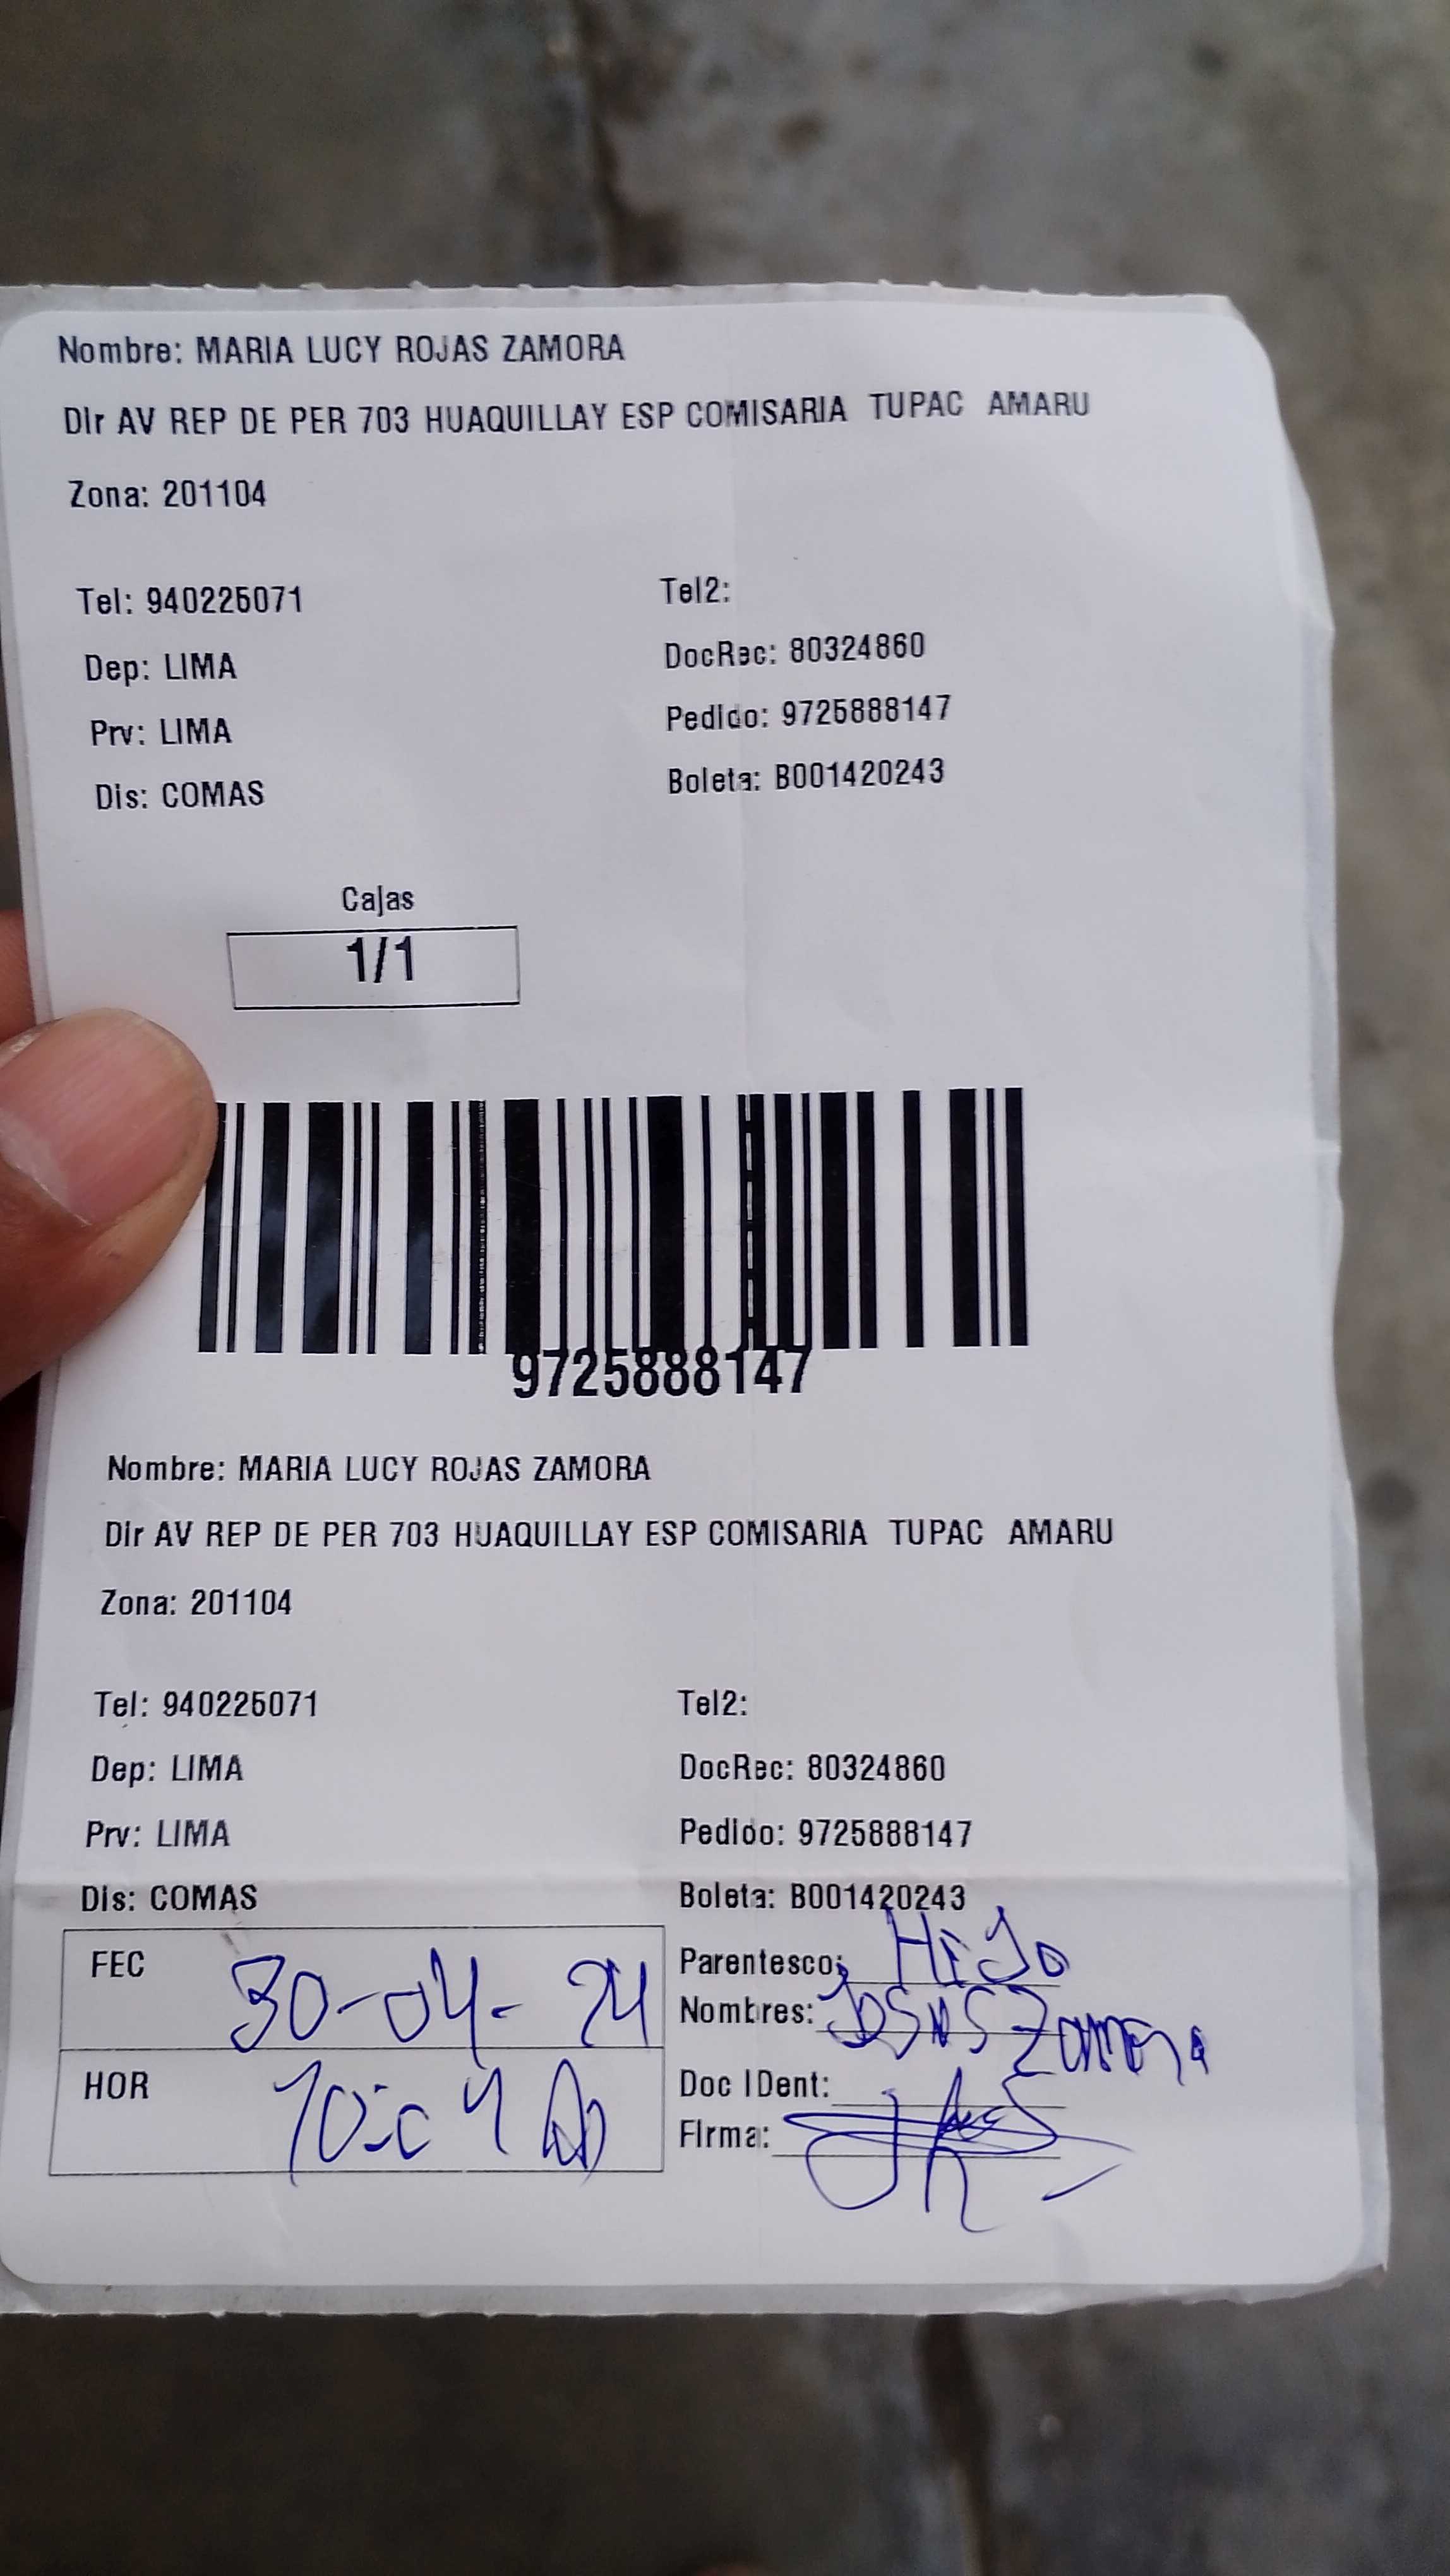 Nombre: MARIA LUCY ROJAS ZAMORA
Dir AV REP DE PER 703 HUAQUILLAY ESP COMISARIA TUPAC AMARU
Zona: 201104
Tel: 940225071 Tel2:
Dep: LIMA DocRec: 80324860
Prv: LIMA Pedido: 9725888147
Dis: COMAS Boleta: B001420243
Cajas
1/1
9725888147
Nombre: MARIA LUCY ROJAS ZAMORA
Dir AV REP DE PER 703 HUAQUILLAY ESP COMISARIA TUPAC AMARU
Zona: 201104
Tel: 940225071 Tel2:
Dep: LIMA DocRec: 80324860
Prv: LIMA Pedido: 9725888147
Dis: COMAS Boleta: B001420243
FEC 30-04-24 Parentesco: HiJo
Nombres: Zamora
HOR Doc IDent:
Firma: